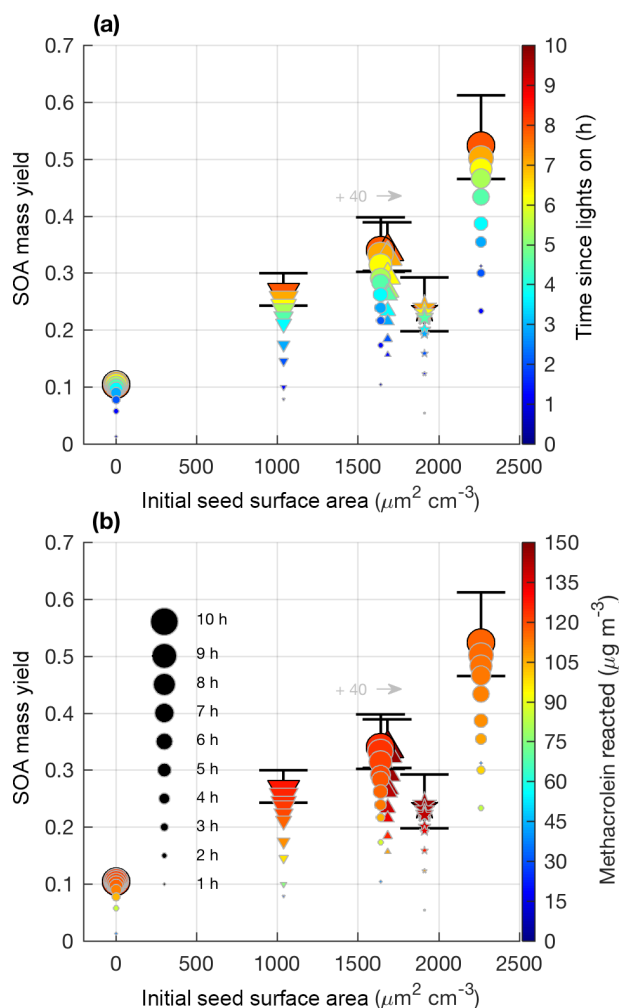 (a)
0.7
0.6
0.5
0.4
0.3
0.2
0.1
0
SOA mass yield
+ 40
0 500 1000 1500 2000 2500
Initial seed surface area (μm² cm⁻³)
10
9
8
7
6
5
4
3
2
1
0
Time since lights on (h)
(b)
0.7
0.6
0.5
0.4
0.3
0.2
0.1
0
SOA mass yield
10 h
9 h
8 h
7 h
6 h
5 h
4 h
3 h
2 h
1 h
+ 40
0 500 1000 1500 2000 2500
Initial seed surface area (μm² cm⁻³)
150
135
120
105
90
75
60
45
30
15
0
Methacrolein reacted (μg m⁻³)